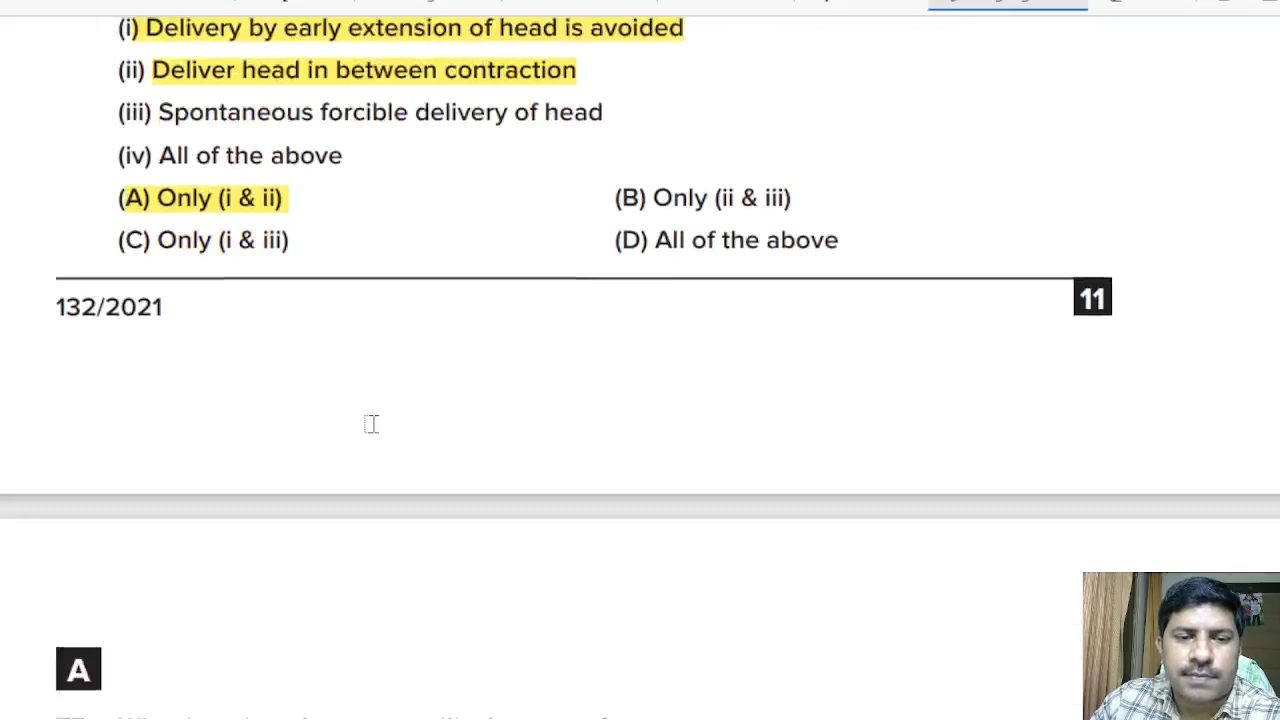 (i) Delivery by early extension of head is avoided
(ii) Deliver head in between contraction
(iii) Spontaneous forcible delivery of head
(iv) All of the above
(A) Only (i & ii) (B) Only (ii & iii)
(C) Only (i & iii) (D) All of the above
132/2021 11
A